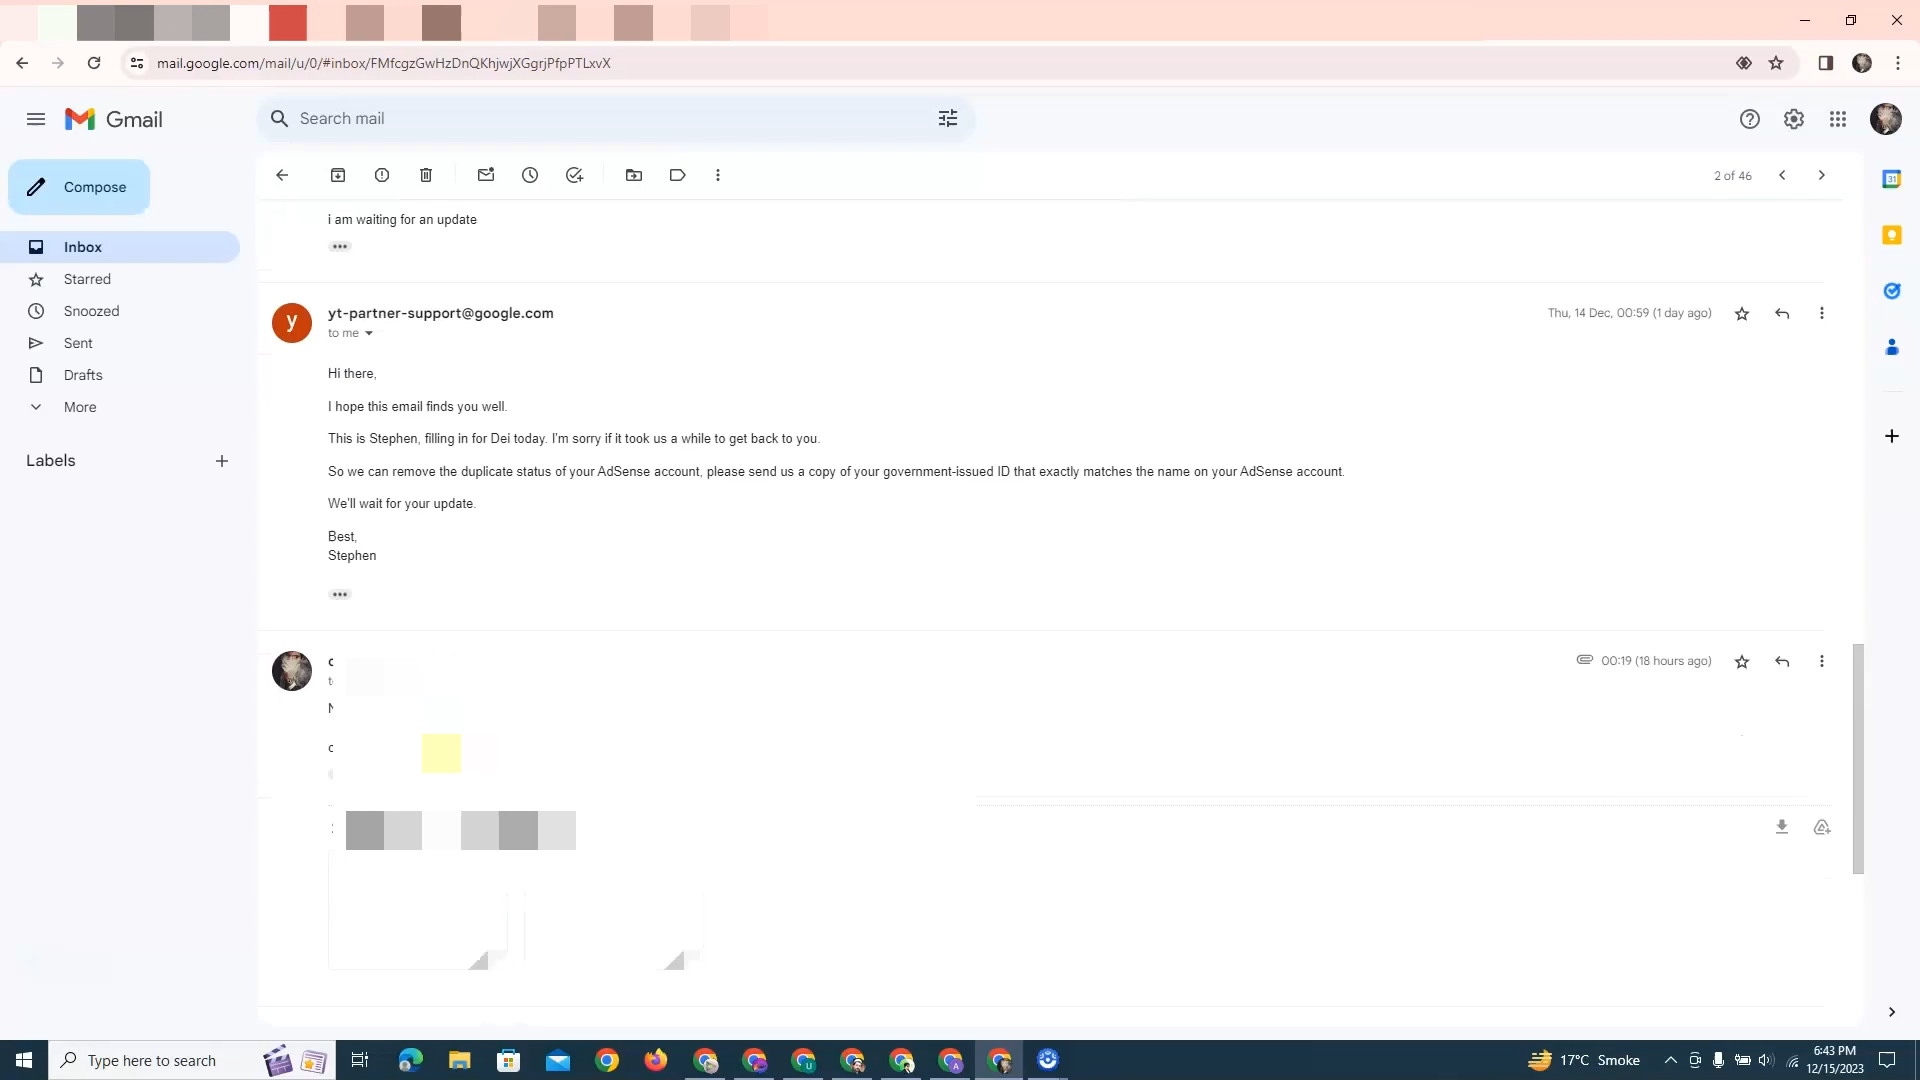 mail.google.com/mail/u/0/#inbox/FMfcgzGwHzDnQKhjwjXGgrjPfpPTLxvX
Gmail
Search mail
Compose
2 of 46
i am waiting for an update
Inbox
Starred
Snoozed
Sent
Drafts
More
Labels
yt-partner-support@google.com
Thu, 14 Dec, 00:59 (1 day ago)
to me
Hi there,
I hope this email finds you well.
This is Stephen, filling in for Dei today. I'm sorry if it took us a while to get back to you.
So we can remove the duplicate status of your AdSense account, please send us a copy of your government-issued ID that exactly matches the name on your AdSense account.
We'll wait for your update.
Best,
Stephen
00:19 (18 hours ago)
Type here to search
17°C Smoke
6:43 PM
12/15/2023